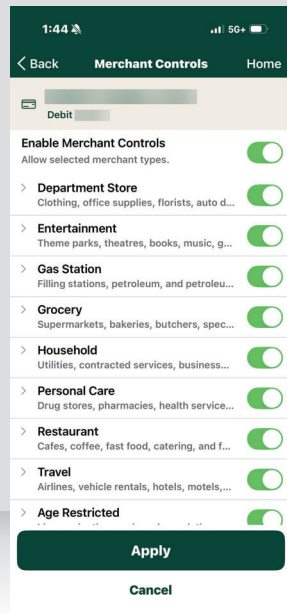 1:44
5G+
Back Merchant Controls Home
Debit
Enable Merchant Controls
Allow selected merchant types.
Department Store
Clothing, office supplies, florists, auto d...
Entertainment
Theme parks, theatres, books, music, g...
Gas Station
Filling stations, petroleum, and petroleu...
Grocery
Supermarkets, bakeries, butchers, spec...
Household
Utilities, contracted services, business...
Personal Care
Drug stores, pharmacies, health service...
Restaurant
Cafes, coffee, fast food, catering, and f...
Travel
Airlines, vehicle rentals, hotels, motels,...
Age Restricted
Apply
Cancel